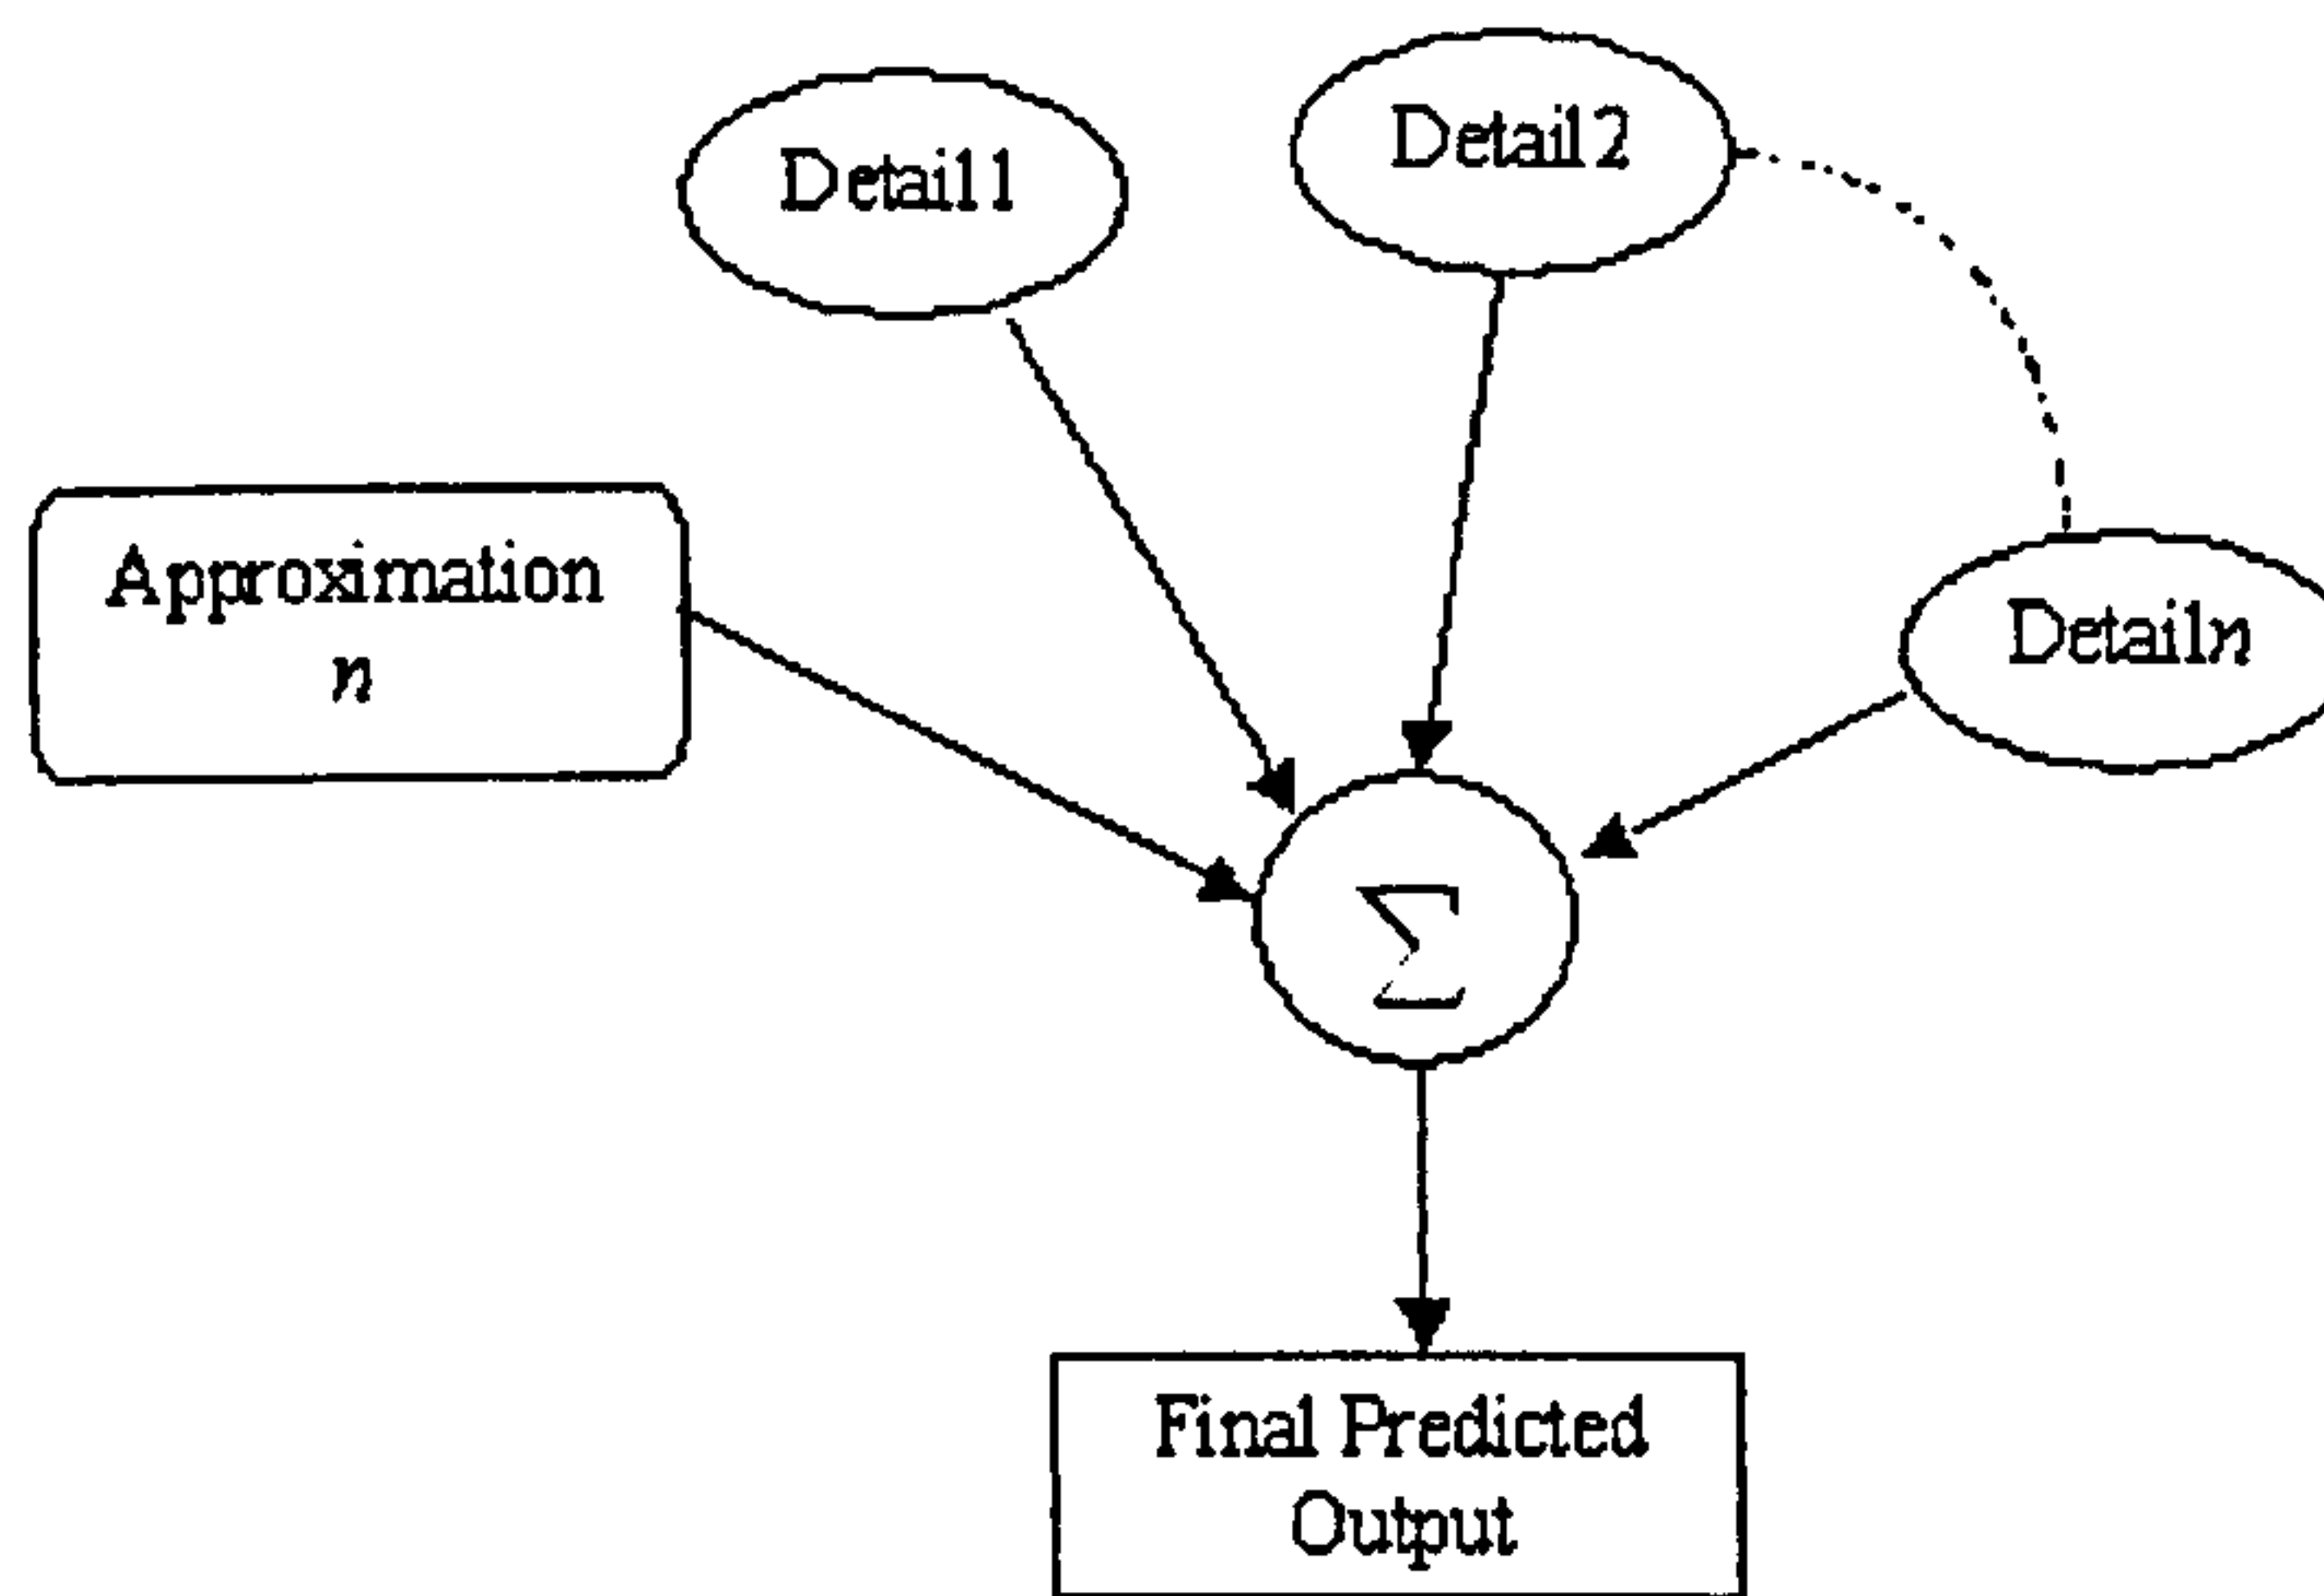 Detail1
Detail2
Approximation
n
Detailn
Σ
Final Predicted
Output